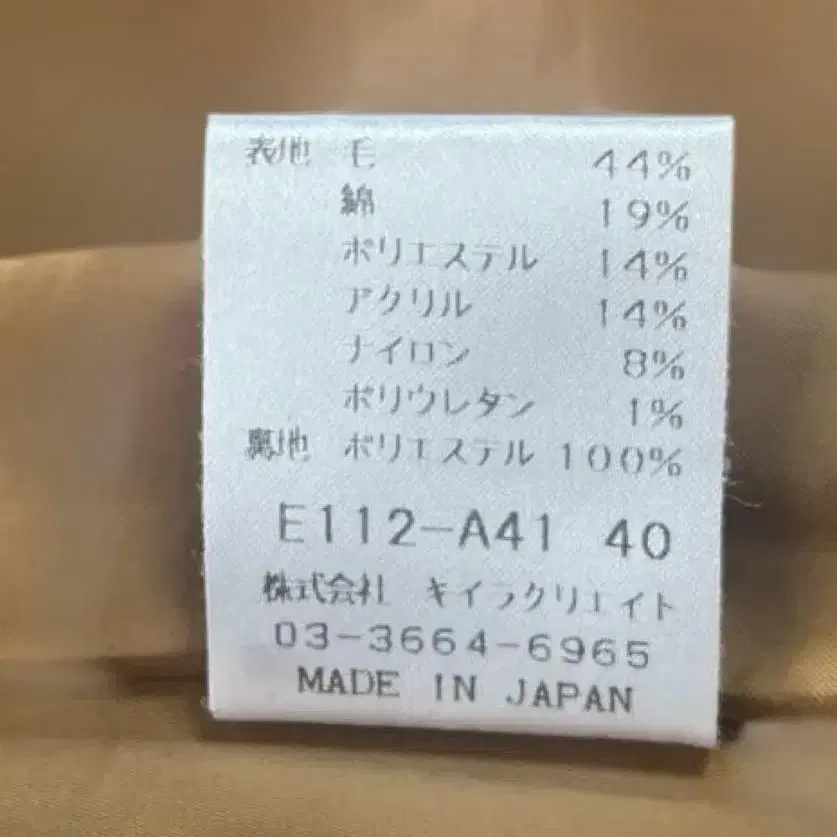 表地 毛 44%
綿 19%
ポリエステル 14%
アクリル 14%
ナイロン 8%
ポリウレタン 1%
裏地 ポリエステル 100%
E112-A41 40
株式会社 キイラクリエイト
03-3664-6965
MADE IN JAPAN